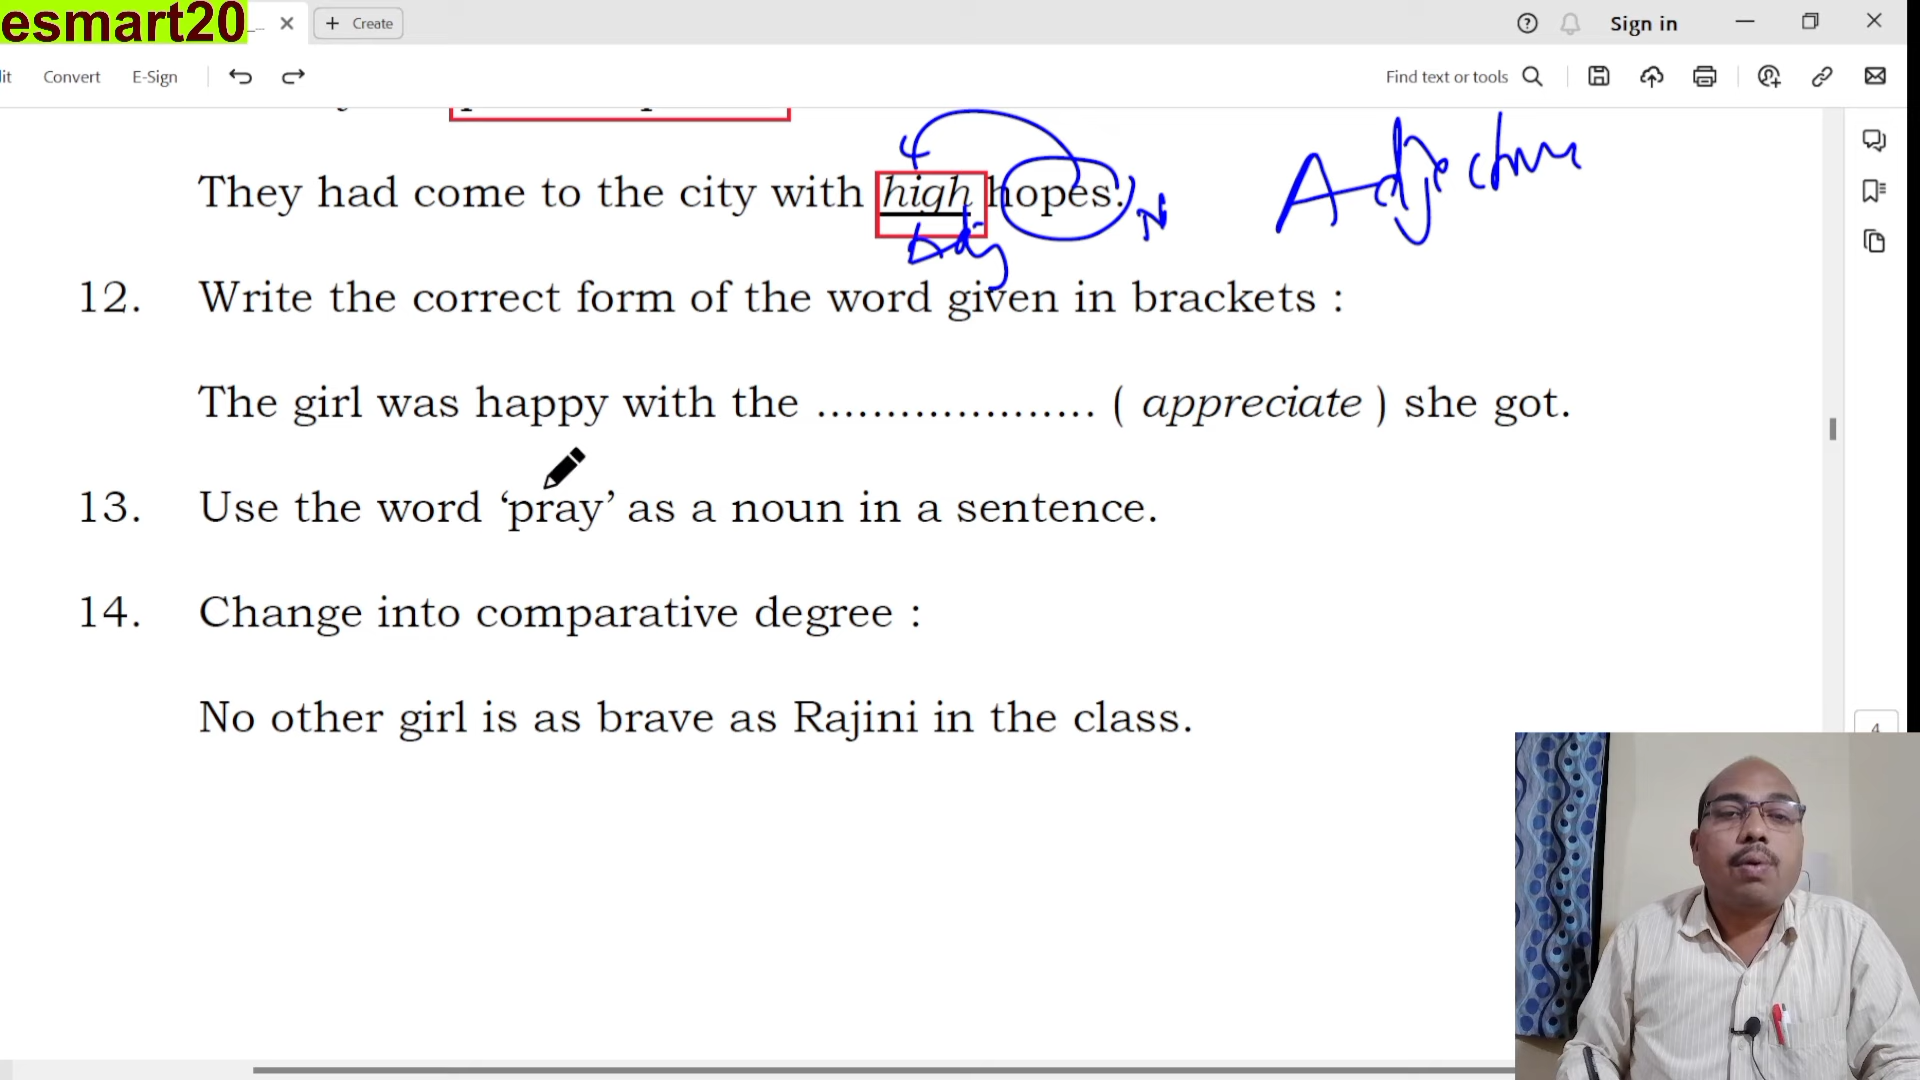 esmart20
Create
Sign in
Convert E-Sign
Find text or tools
Adjective
They had come to the city with high hopes.
N
Adj
12. Write the correct form of the word given in brackets :
The girl was happy with the .................... ( appreciate ) she got.
13. Use the word ‘pray’ as a noun in a sentence.
14. Change into comparative degree :
No other girl is as brave as Rajini in the class.
4